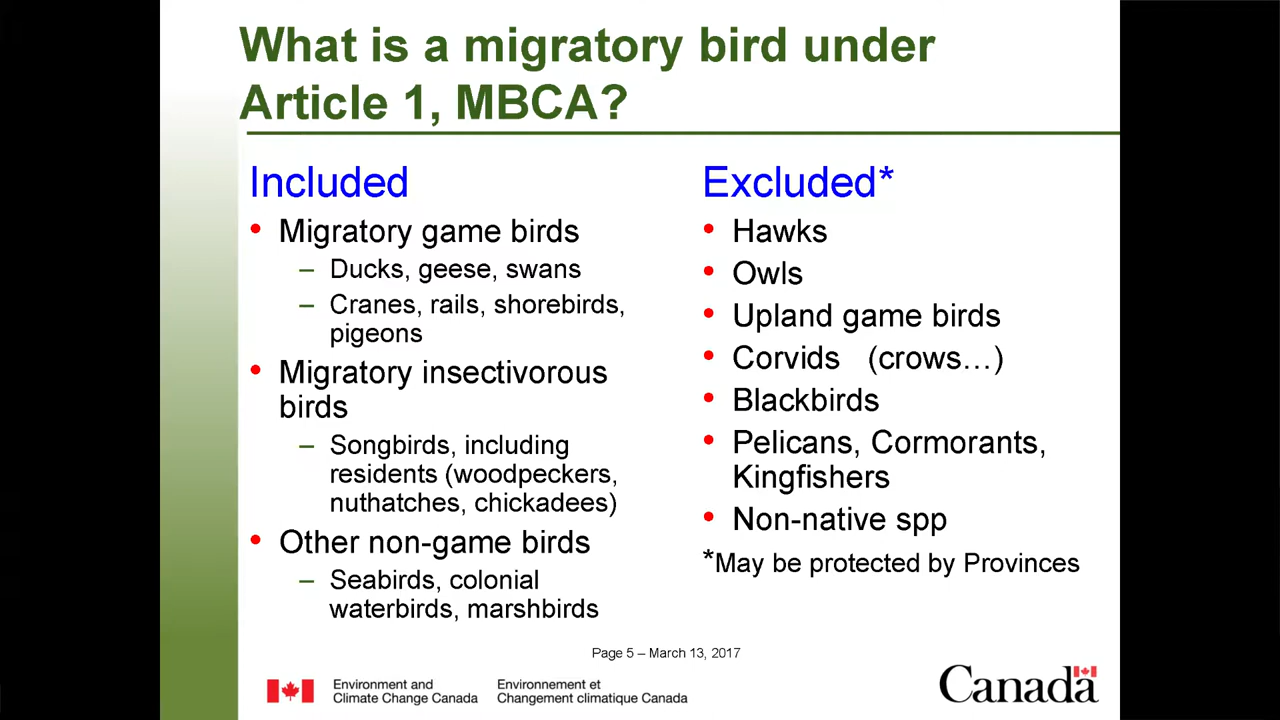 What is a migratory bird under
Article 1, MBCA?
Included
• Migratory game birds
– Ducks, geese, swans
– Cranes, rails, shorebirds,
pigeons
• Migratory insectivorous
birds
– Songbirds, including
residents (woodpeckers,
nuthatches, chickadees)
• Other non-game birds
– Seabirds, colonial
waterbirds, marshbirds
Excluded*
• Hawks
• Owls
• Upland game birds
• Corvids (crows…)
• Blackbirds
• Pelicans, Cormorants,
Kingfishers
• Non-native spp
*May be protected by Provinces
Page 5 – March 13, 2017
Environment and
Climate Change Canada
Environnement et
Changement climatique Canada
Canada